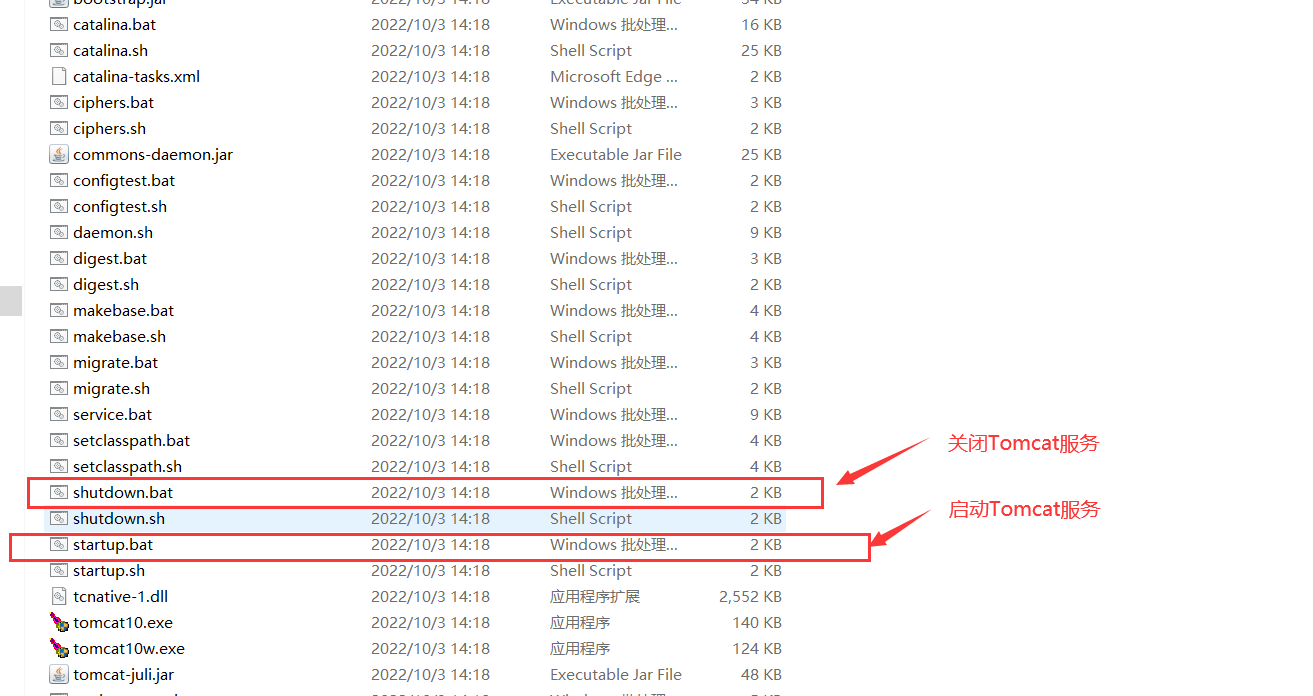 bootstrap.jar 2022/10/3 14:18 Executable Jar File 34 KB
catalina.bat 2022/10/3 14:18 Windows 批处理... 16 KB
catalina.sh 2022/10/3 14:18 Shell Script 25 KB
catalina-tasks.xml 2022/10/3 14:18 Microsoft Edge ... 2 KB
ciphers.bat 2022/10/3 14:18 Windows 批处理... 3 KB
ciphers.sh 2022/10/3 14:18 Shell Script 2 KB
commons-daemon.jar 2022/10/3 14:18 Executable Jar File 25 KB
configtest.bat 2022/10/3 14:18 Windows 批处理... 2 KB
configtest.sh 2022/10/3 14:18 Shell Script 2 KB
daemon.sh 2022/10/3 14:18 Shell Script 9 KB
digest.bat 2022/10/3 14:18 Windows 批处理... 3 KB
digest.sh 2022/10/3 14:18 Shell Script 2 KB
makebase.bat 2022/10/3 14:18 Windows 批处理... 4 KB
makebase.sh 2022/10/3 14:18 Shell Script 4 KB
migrate.bat 2022/10/3 14:18 Windows 批处理... 3 KB
migrate.sh 2022/10/3 14:18 Shell Script 2 KB
service.bat 2022/10/3 14:18 Windows 批处理... 9 KB
setclasspath.bat 2022/10/3 14:18 Windows 批处理... 4 KB
关闭Tomcat服务
setclasspath.sh 2022/10/3 14:18 Shell Script 4 KB
shutdown.bat 2022/10/3 14:18 Windows 批处理... 2 KB
启动Tomcat服务
shutdown.sh 2022/10/3 14:18 Shell Script 2 KB
startup.bat 2022/10/3 14:18 Windows 批处理... 2 KB
startup.sh 2022/10/3 14:18 Shell Script 2 KB
tcnative-1.dll 2022/10/3 14:18 应用程序扩展 2,552 KB
tomcat10.exe 2022/10/3 14:18 应用程序 140 KB
tomcat10w.exe 2022/10/3 14:18 应用程序 124 KB
tomcat-juli.jar 2022/10/3 14:18 Executable Jar File 48 KB